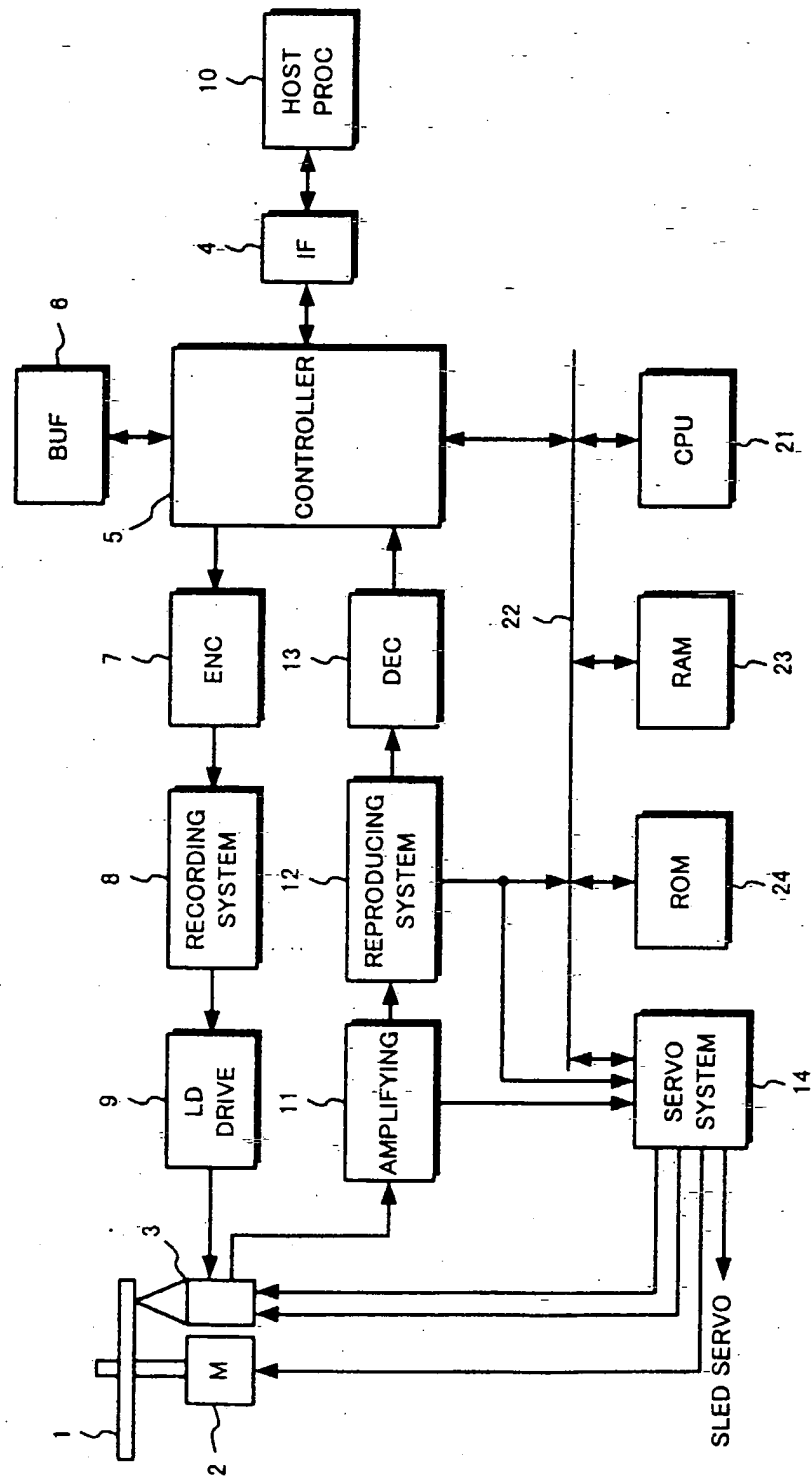 10
HOST
PROC
4
IF
6
BUF
5
CONTROLLER
7
ENC
13
DEC
8
RECORDING
SYSTEM
12
REPRODUCING
SYSTEM
9
LD
DRIVE
11
AMPLIFYING
3
1
M
2
22
CPU
21
RAM
23
ROM
24
SERVO
SYSTEM
14
SLED SERVO